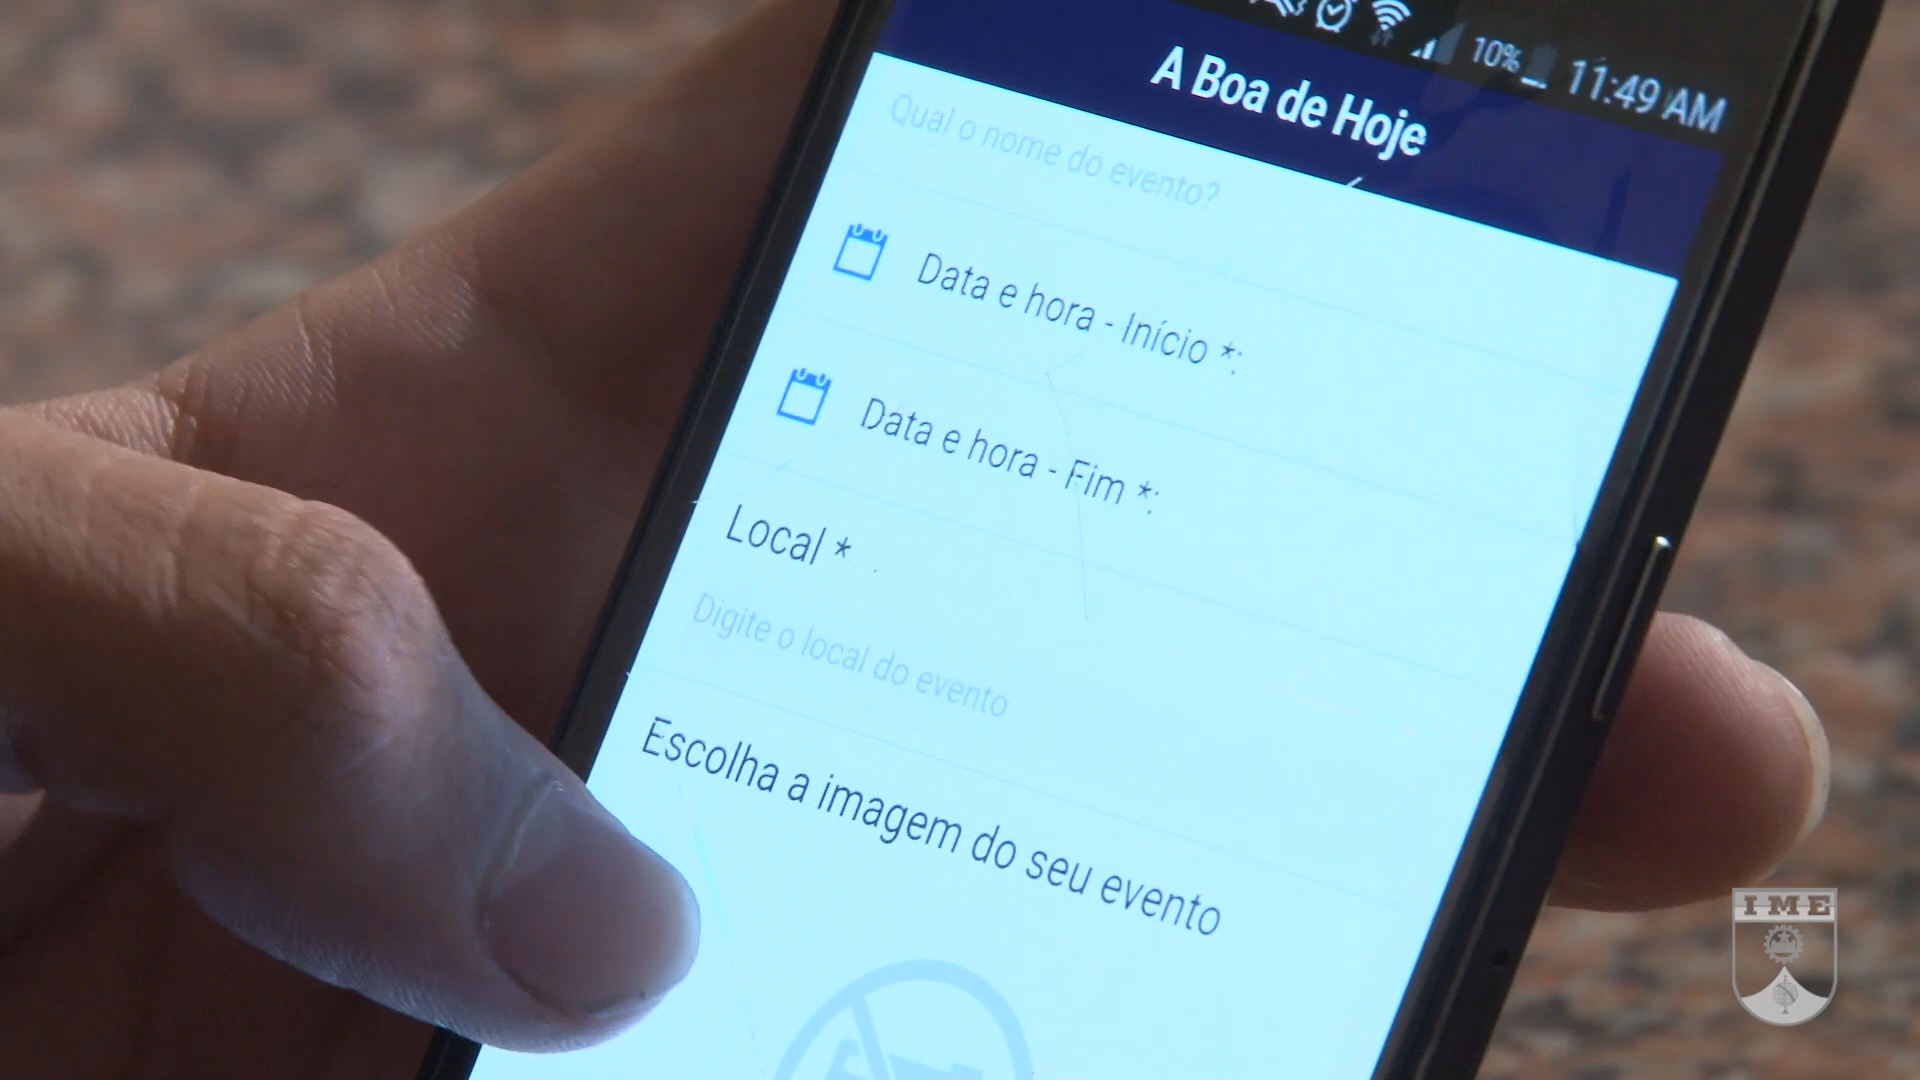 10% 11:49 AM
A Boa de Hoje
Qual o nome do evento?
Data e hora - Início *:
Data e hora - Fim *:
Local *
Digite o local do evento
Escolha a imagem do seu evento
IME